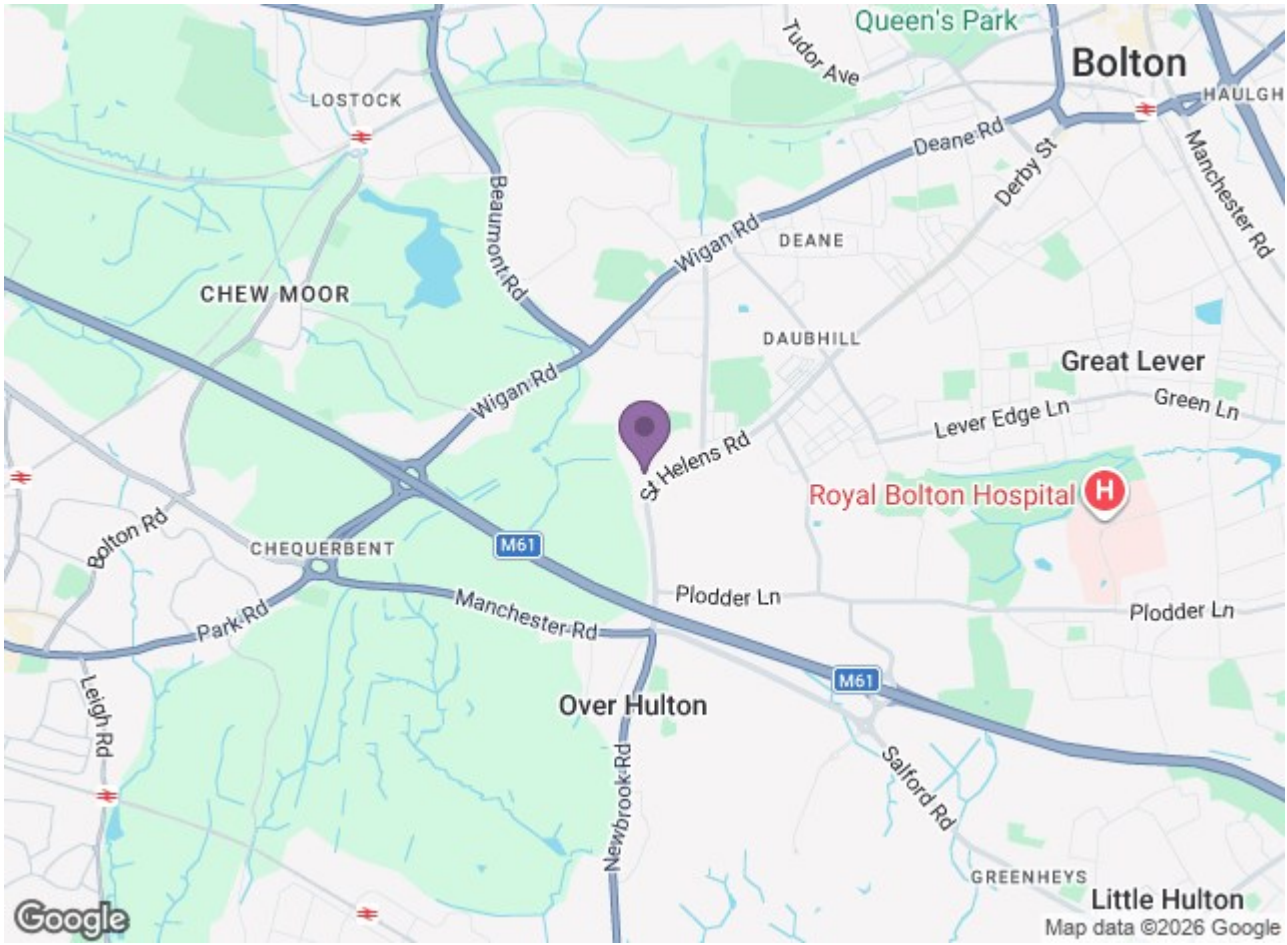 Queen's Park
Tudor Ave
Bolton
LOSTOCK
HAULGH
Deane Rd
Derby St
Manchester Rd
Beaumont Rd
Wigan Rd
DEANE
CHEW MOOR
DAUBHILL
Great Lever
Wigan Rd
Green Ln
Lever Edge Ln
St Helens Rd
Royal Bolton Hospital
H
Bolton Rd
CHEQUERBENT
M61
Plodder Ln
Plodder Ln
Park Rd
Manchester Rd
M61
Leigh Rd
Over Hulton
Newbrook Rd
Salford Rd
GREENHEYS
Little Hulton
Google
Map data ©2026 Google